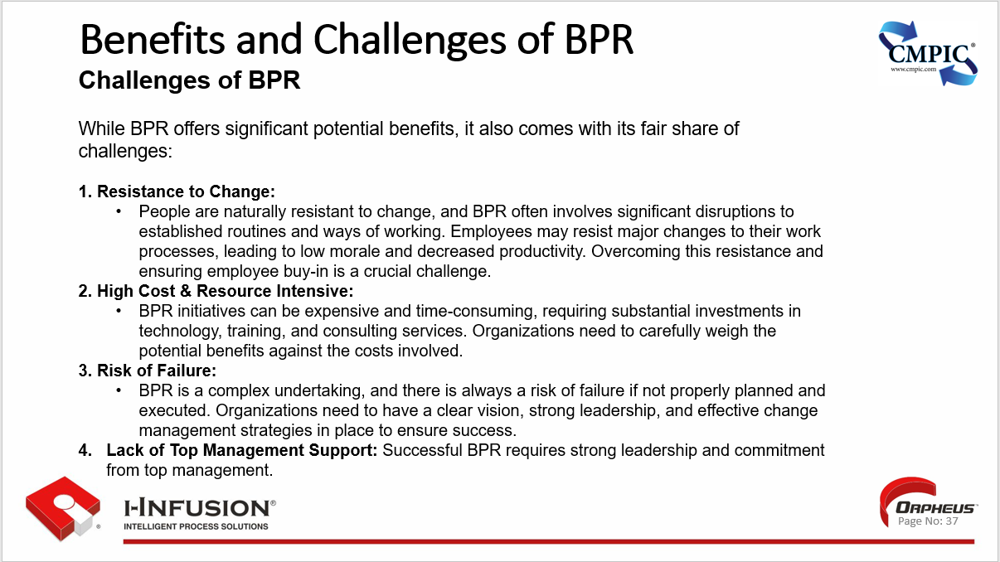 Benefits and Challenges of BPR
CMPIC®
www.cmpic.com
Challenges of BPR
While BPR offers significant potential benefits, it also comes with its fair share of
challenges:
1. Resistance to Change:
• People are naturally resistant to change, and BPR often involves significant disruptions to
established routines and ways of working. Employees may resist major changes to their work
processes, leading to low morale and decreased productivity. Overcoming this resistance and
ensuring employee buy-in is a crucial challenge.
2. High Cost & Resource Intensive:
• BPR initiatives can be expensive and time-consuming, requiring substantial investments in
technology, training, and consulting services. Organizations need to carefully weigh the
potential benefits against the costs involved.
3. Risk of Failure:
• BPR is a complex undertaking, and there is always a risk of failure if not properly planned and
executed. Organizations need to have a clear vision, strong leadership, and effective change
management strategies in place to ensure success.
4. Lack of Top Management Support: Successful BPR requires strong leadership and commitment
from top management.
®
I-INFUSION®
INTELLIGENT PROCESS SOLUTIONS
ORPHEUS™
Page No: 37